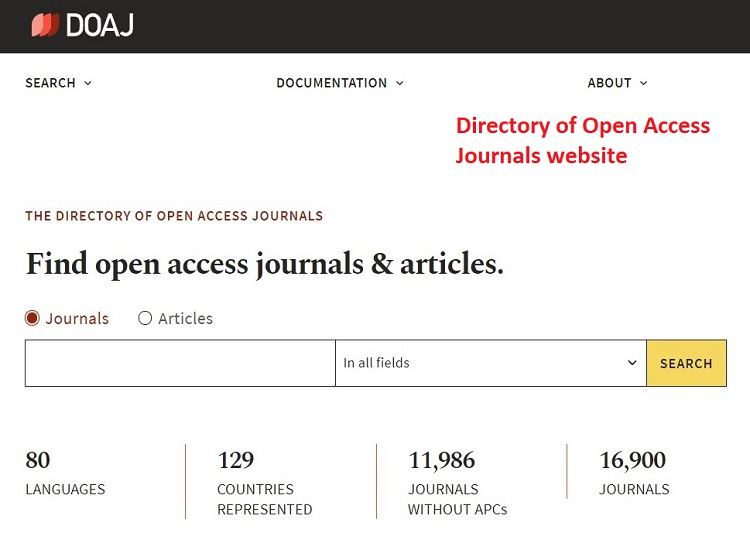 DOAJ
SEARCH
DOCUMENTATION
ABOUT
Directory of Open Access
Journals website
THE DIRECTORY OF OPEN ACCESS JOURNALS
Find open access journals & articles.
Journals
Articles
In all fields
SEARCH
80
LANGUAGES
129
COUNTRIES
REPRESENTED
11,986
JOURNALS
WITHOUT APCs
16,900
JOURNALS